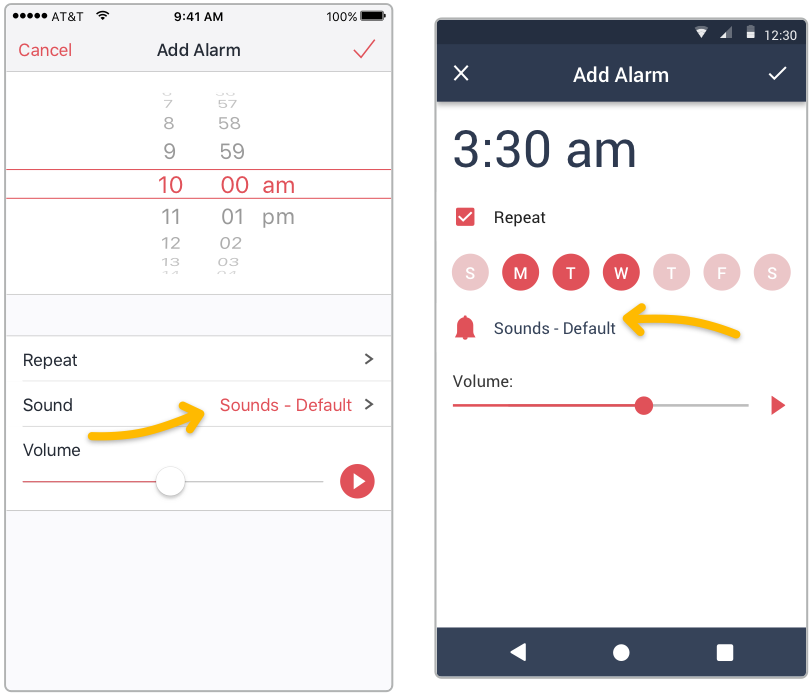 AT&T 9:41 AM 100%
Cancel Add Alarm
7 57
8 58
9 59
10 00 am
11 01 pm
12 02
13 03
Repeat
Sound Sounds - Default
Volume
12:30
Add Alarm
3:30 am
Repeat
S M T W T F S
Sounds - Default
Volume: